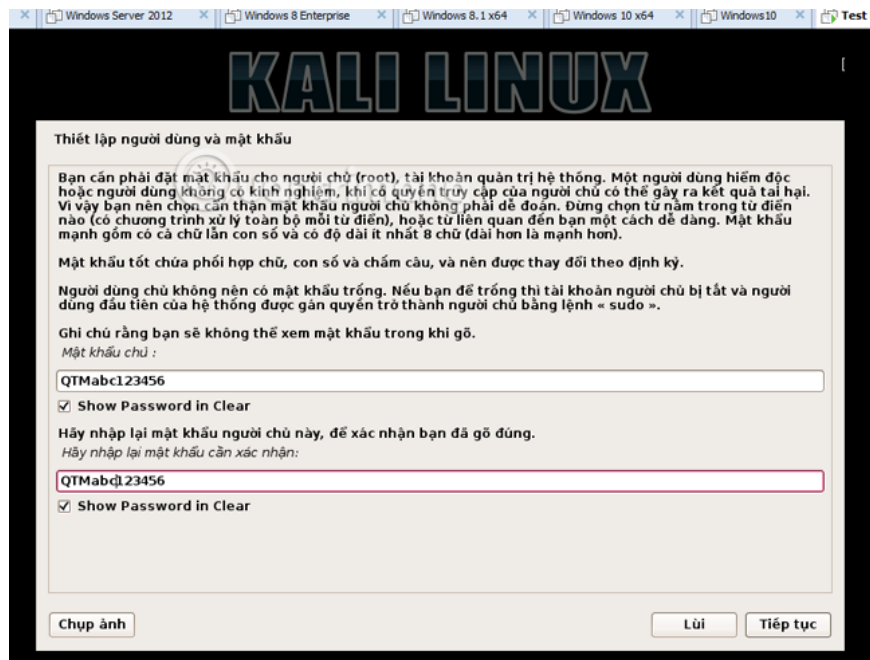 Windows Server 2012
Windows 8 Enterprise
Windows 8.1 x64
Windows 10 x64
Windows10
Test
KALI LINUX
[
Thiết lập người dùng và mật khẩu
Bạn cần phải đặt mật khẩu cho người chủ (root), tài khoản quản trị hệ thống. Một người dùng hiểm độc
hoặc người dùng không có kinh nghiệm, khi có quyền truy cập của người chủ có thể gây ra kết quả tai hại.
Vì vậy bạn nên chọn cẩn thận mật khẩu người chủ không phải dễ đoán. Đừng chọn từ nằm trong từ điển
nào (có chương trình xử lý toàn bộ mỗi từ điển), hoặc từ liên quan đến bạn một cách dễ dàng. Mật khẩu
mạnh gồm có cả chữ lẫn con số và có độ dài ít nhất 8 chữ (dài hơn là mạnh hơn).
Mật khẩu tốt chứa phối hợp chữ, con số và chấm câu, và nên được thay đổi theo định kỳ.
Người dùng chủ không nên có mật khẩu trống. Nếu bạn để trống thì tài khoản người chủ bị tắt và người
dùng đầu tiên của hệ thống được gán quyền trở thành người chủ bằng lệnh « sudo ».
Ghi chú rằng bạn sẽ không thể xem mật khẩu trong khi gõ.
Mật khẩu chủ :
QTMabc123456
Show Password in Clear
Hãy nhập lại mật khẩu người chủ này, để xác nhận bạn đã gõ đúng.
Hãy nhập lại mật khẩu cần xác nhận:
QTMabc123456
Show Password in Clear
Chụp ảnh
Lùi
Tiếp tục